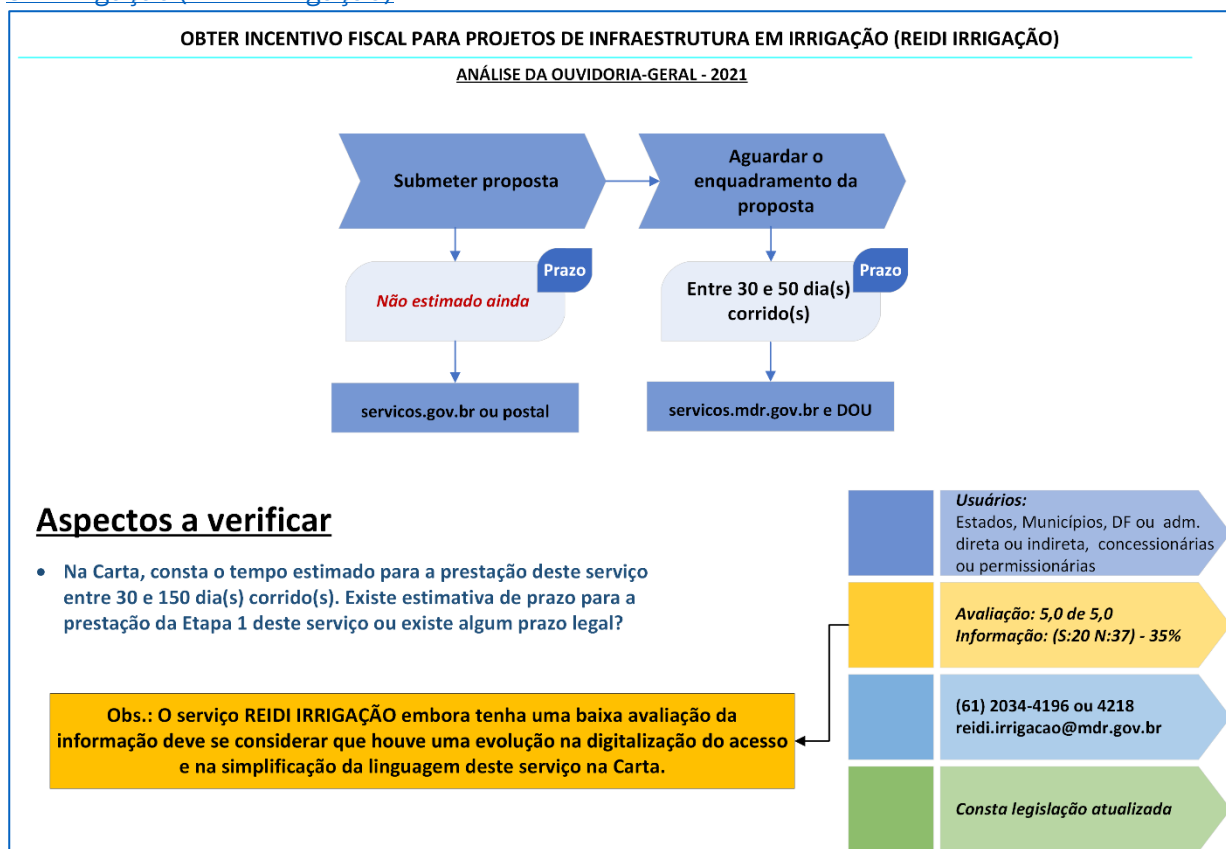 OBTER INCENTIVO FISCAL PARA PROJETOS DE INFRAESTRUTURA EM IRRIGAÇÃO (REIDI IRRIGAÇÃO)
ANÁLISE DA OUVIDORIA-GERAL - 2021
Submeter proposta
Aguardar o
enquadramento da
proposta
Prazo
Não estimado ainda
Prazo
Entre 30 e 50 dia(s)
corrido(s)
servicos.gov.br ou postal
servicos.mdr.gov.br e DOU
Aspectos a verificar
• Na Carta, consta o tempo estimado para a prestação deste serviço
entre 30 e 150 dia(s) corrido(s). Existe estimativa de prazo para a
prestação da Etapa 1 deste serviço ou existe algum prazo legal?
Obs.: O serviço REIDI IRRIGAÇÃO embora tenha uma baixa avaliação da
informação deve se considerar que houve uma evolução na digitalização do acesso
e na simplificação da linguagem deste serviço na Carta.
Usuários:
Estados, Municípios, DF ou adm.
direta ou indireta, concessionárias
ou permissionárias
Avaliação: 5,0 de 5,0
Informação: (S:20 N:37) - 35%
(61) 2034-4196 ou 4218
reidi.irrigacao@mdr.gov.br
Consta legislação atualizada